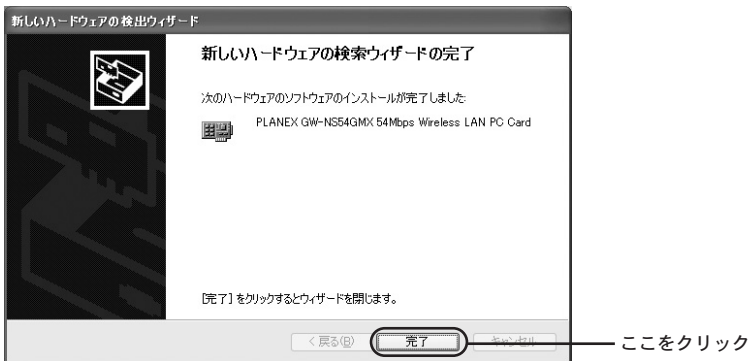 新しいハードウェアの検出ウィザード
新しいハードウェアの検索ウィザードの完了
次のハードウェアのソフトウェアのインストールが完了しました:
PLANEX GW-NS54GMX 54Mbps Wireless LAN PC Card
[完了] をクリックするとウィザードを閉じます。
< 戻る(B) 完了 キャンセル ここをクリック